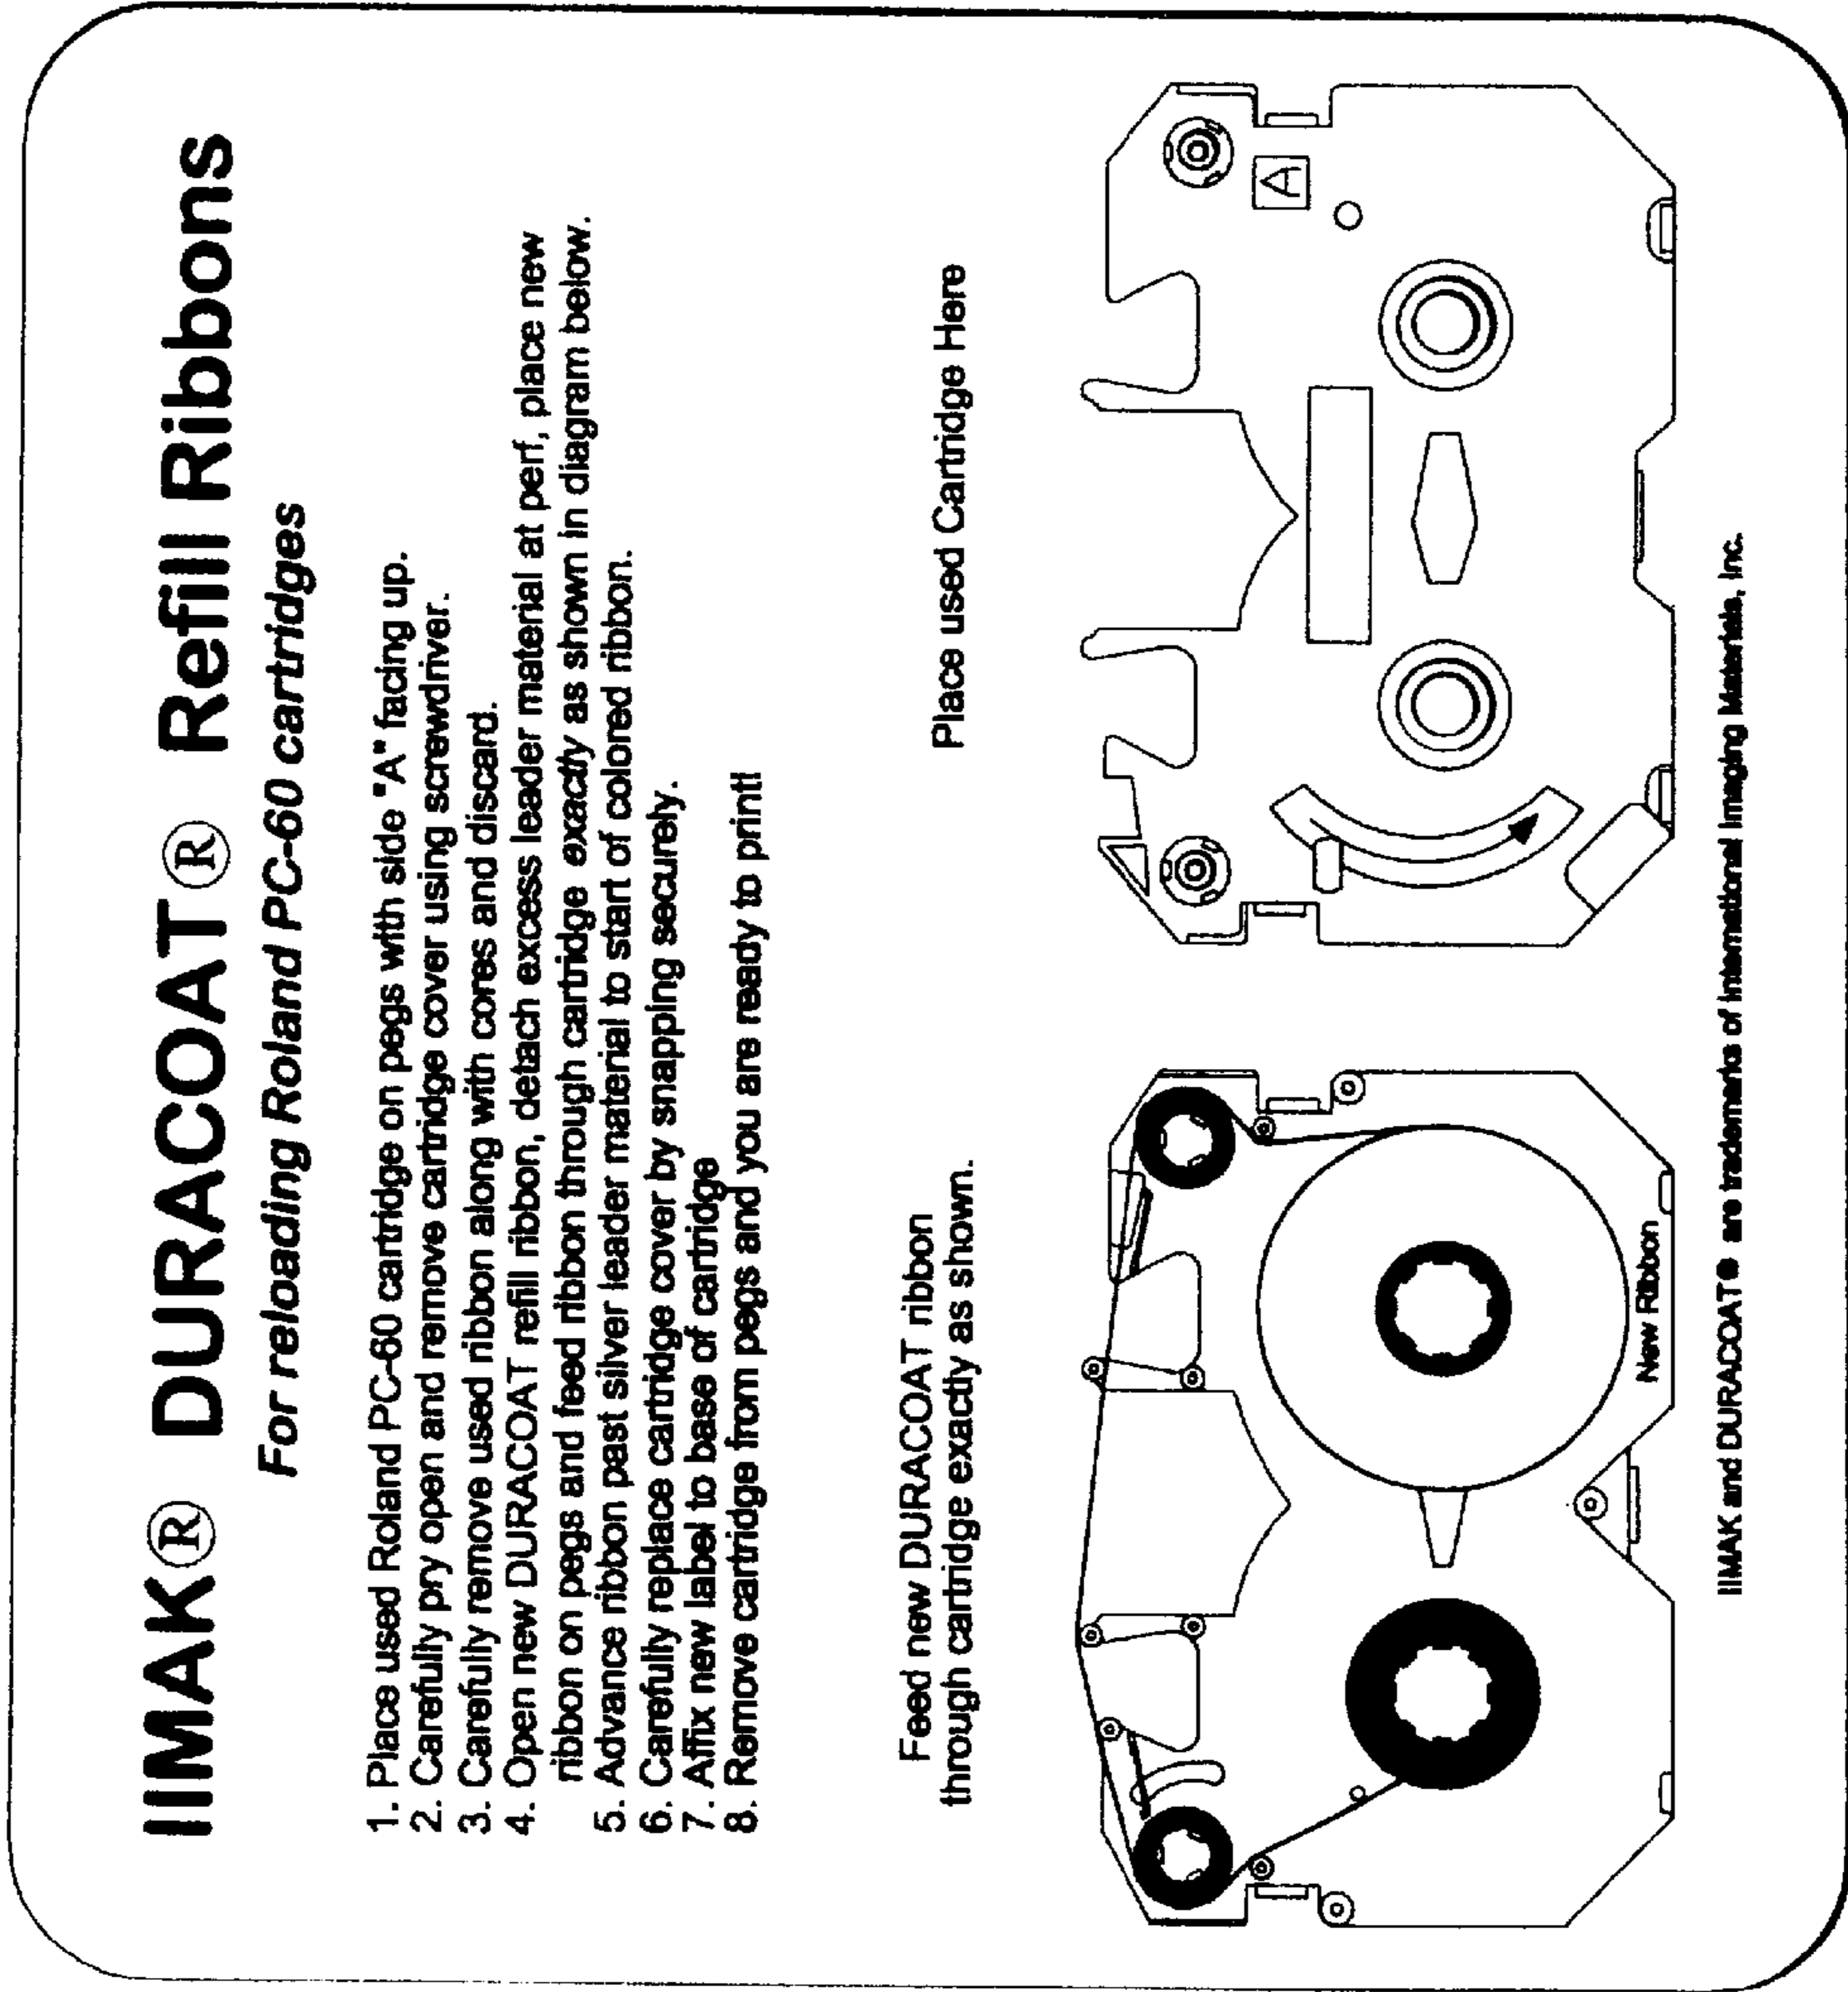 IIMAK® DURACOAT® Refill Ribbons
For reloading Roland PC-60 cartridges
1. Place used Roland PC-60 cartridge on pegs with side "A" facing up.
2. Carefully pry open and remove cartridge cover using screwdriver.
3. Carefully remove used ribbon along with cores and discard.
4. Open new DURACOAT refill ribbon, detach excess leader material at perf, place new
ribbon on pegs and feed ribbon through cartridge exactly as shown in diagram below.
5. Advance ribbon past silver leader material to start of colored ribbon.
6. Carefully replace cartridge cover by snapping securely.
7. Affix new label to base of cartridge
8. Remove cartridge from pegs and you are ready to print!
Feed new DURACOAT ribbon
through cartridge exactly as shown.
New Ribbon
Place used Cartridge Here
A
IIMAK and DURACOAT® are trademarks of International Imaging Materials, Inc.